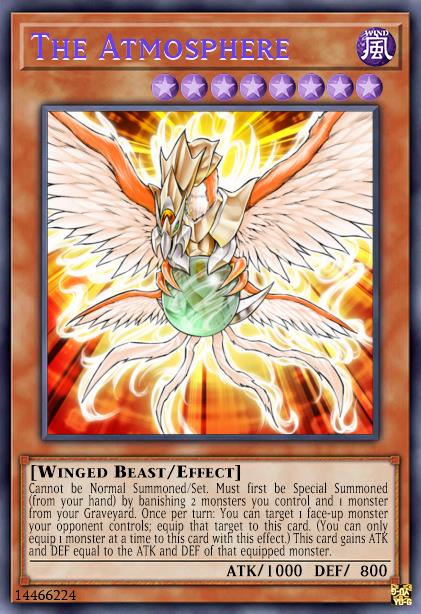 THE ATMOSPHERE
WIND
風
[WINGED BEAST/EFFECT]
Cannot be Normal Summoned/Set. Must first be Special Summoned
(from your hand) by banishing 2 monsters you control and 1 monster
from your Graveyard. Once per turn: You can target 1 face-up monster
your opponent controls; equip that target to this card. (You can only
equip 1 monster at a time to this card with this effect.) This card gains ATK
and DEF equal to the ATK and DEF of that equipped monster.
ATK/1000 DEF/ 800
14466224